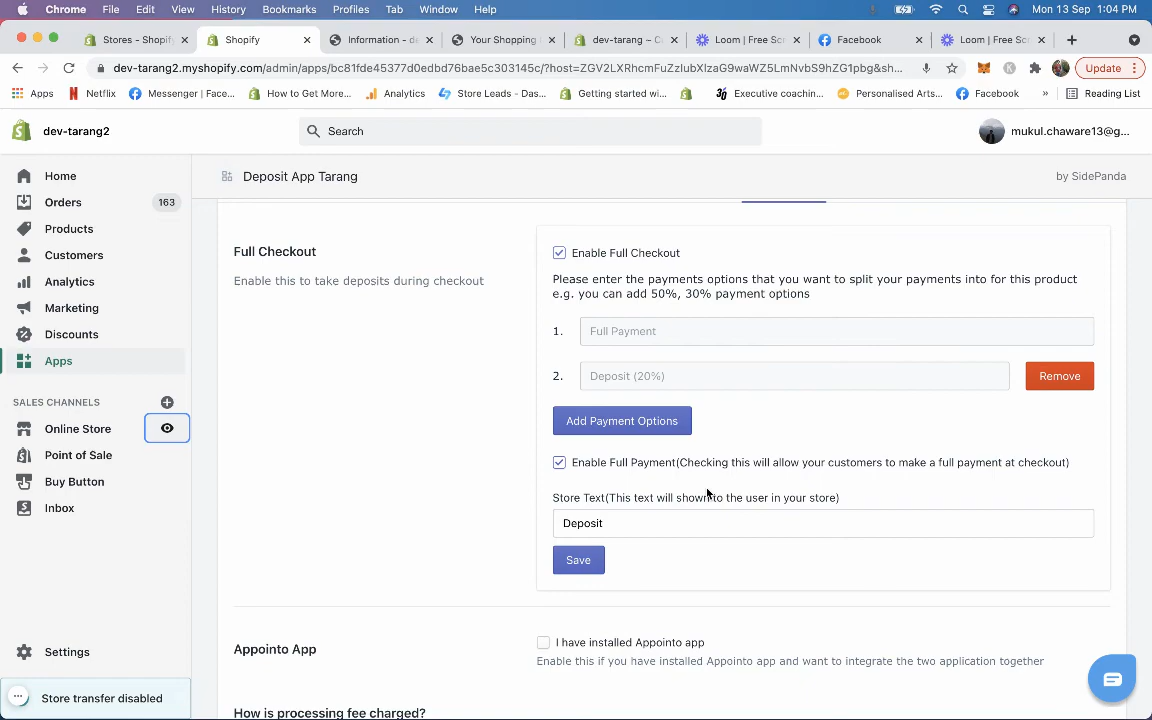 Chrome File Edit View History Bookmarks Profiles Tab Window Help Mon 13 Sep 1:04 PM
Stores - Shopif Shopify Information - d Your Shopping dev-tarang ~ C Loom | Free Scr Facebook Loom | Free Scr
dev-tarang2.myshopify.com/admin/apps/bc81fde45377d0edbd76bae5c303145c/?host=ZGV2LXRhcmFuZzIubXlzaG9waWZ5LmNvbS9hZG1pbg&sh... Update
Apps Netflix Messenger | Face... How to Get More... Analytics Store Leads - Das... Getting started wi... Executive coachin... Personalised Arts... Facebook » Reading List
dev-tarang2 Search mukul.chaware13@g...
Home
Orders 163
Products
Customers
Analytics
Marketing
Discounts
Apps
SALES CHANNELS
Online Store
Point of Sale
Buy Button
Inbox
Settings
Store transfer disabled
Deposit App Tarang by SidePanda
Full Checkout
Enable this to take deposits during checkout
Enable Full Checkout
Please enter the payments options that you want to split your payments into for this product
e.g. you can add 50%, 30% payment options
1. Full Payment
2. Deposit (20%) Remove
Add Payment Options
Enable Full Payment(Checking this will allow your customers to make a full payment at checkout)
Store Text(This text will shown to the user in your store)
Deposit
Save
Appointo App
I have installed Appointo app
Enable this if you have installed Appointo app and want to integrate the two application together
How is processing fee charged?